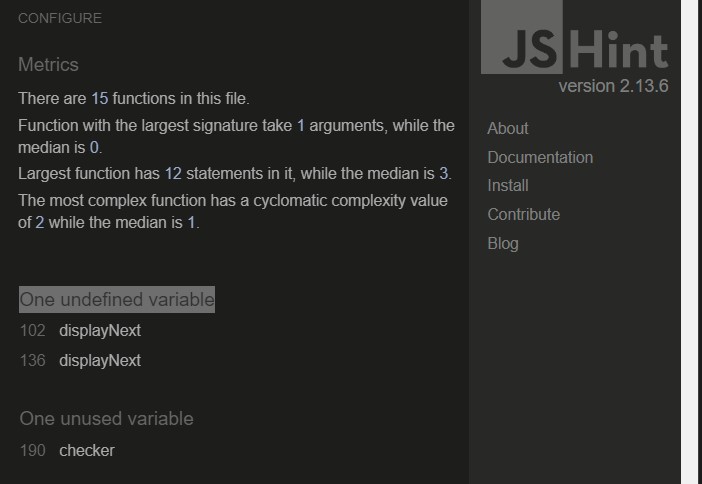 CONFIGURE
Metrics
There are 15 functions in this file.
Function with the largest signature take 1 arguments, while the
median is 0.
Largest function has 12 statements in it, while the median is 3.
The most complex function has a cyclomatic complexity value
of 2 while the median is 1.
One undefined variable
102 displayNext
136 displayNext
One unused variable
190 checker
JSHint
version 2.13.6
About
Documentation
Install
Contribute
Blog